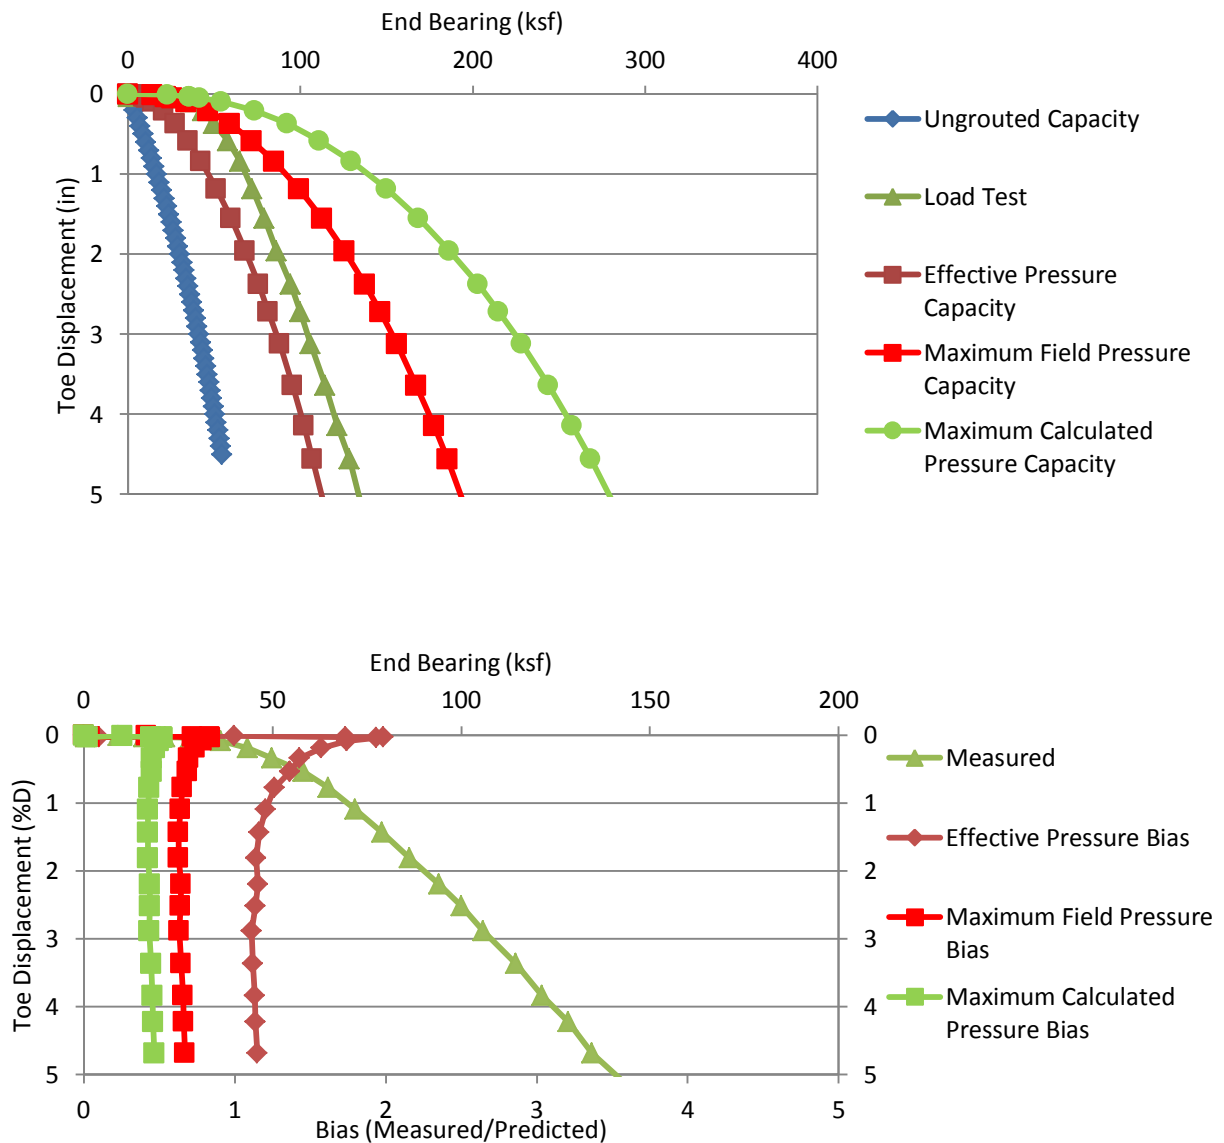 End Bearing (ksf)
0 100 200 300 400
0
1
2
3
4
5
Toe Displacement (in)
Ungrouted Capacity
Load Test
Effective Pressure
Capacity
Maximum Field Pressure
Capacity
Maximum Calculated
Pressure Capacity
End Bearing (ksf)
0 50 100 150 200
0
1
2
3
4
5
Toe Displacement (%D)
0
1
2
3
4
5
Measured
Effective Pressure Bias
Maximum Field Pressure
Bias
Maximum Calculated
Pressure Bias
0 1 2 3 4 5
Bias (Measured/Predicted)